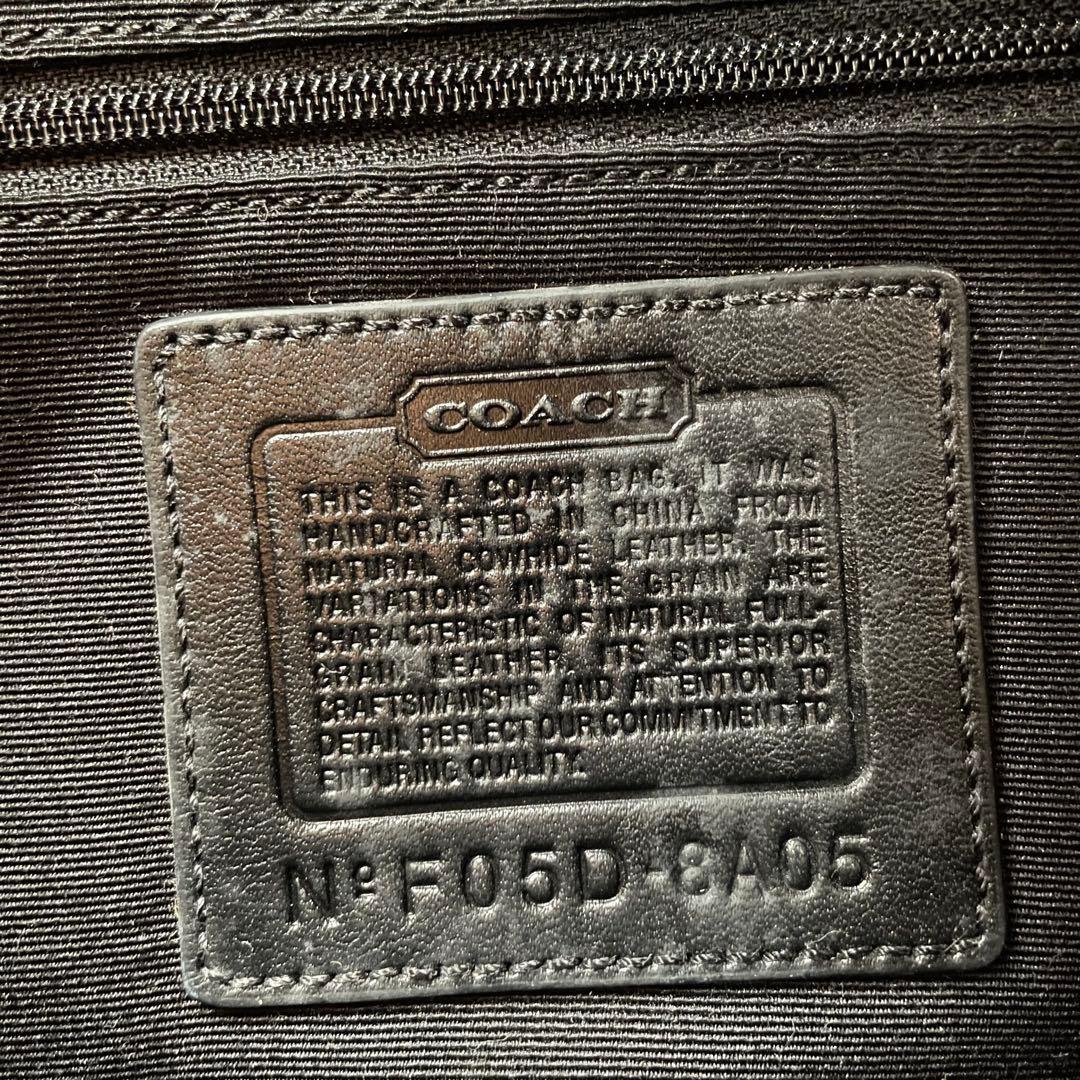 COACH
THIS IS A COACH BAG. IT WAS
HANDCRAFTED IN CHINA FROM
NATURAL COWHIDE LEATHER. THE
VARIATIONS IN THE GRAIN ARE
CHARACTERISTIC OF NATURAL FULL-
GRAIN LEATHER. ITS SUPERIOR
CRAFTSMANSHIP AND ATTENTION TO
DETAIL REFLECT OUR COMMITMENT TO
ENDURING QUALITY.
Nº F05D-8A05